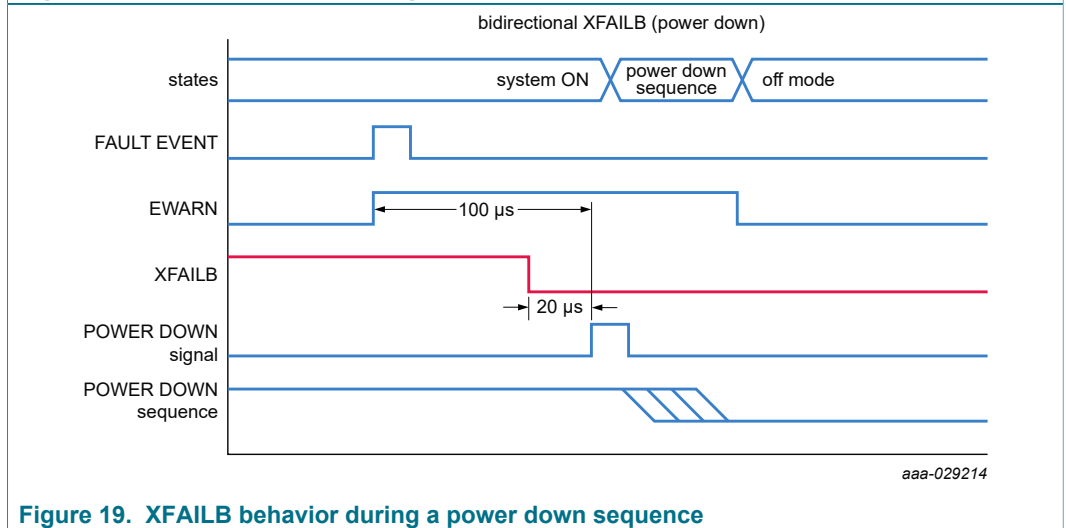 bidirectional XFAILB (power down)
states
system ON
power down
sequence
off mode
FAULT EVENT
EWARN
100 µs
XFAILB
20 µs
POWER DOWN
signal
POWER DOWN
sequence
aaa-029214
Figure 19. XFAILB behavior during a power down sequence